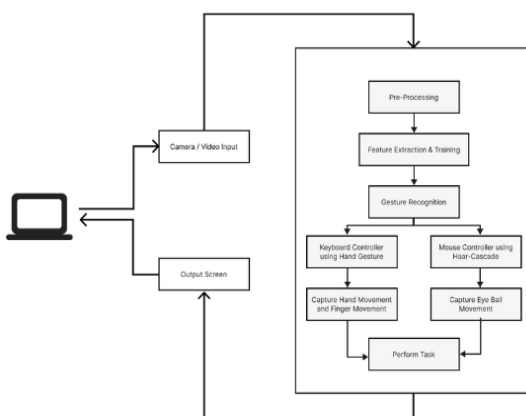 Pre-Processing
Camera / Video Input
Feature Extraction & Training
Gesture Recognition
Keyboard Controller
using Hand Gesture
Mouse Controller using
Haar-Cascade
Output Screen
Capture Hand Movement
and Finger Movement
Capture Eye Ball
Movement
Perform Task